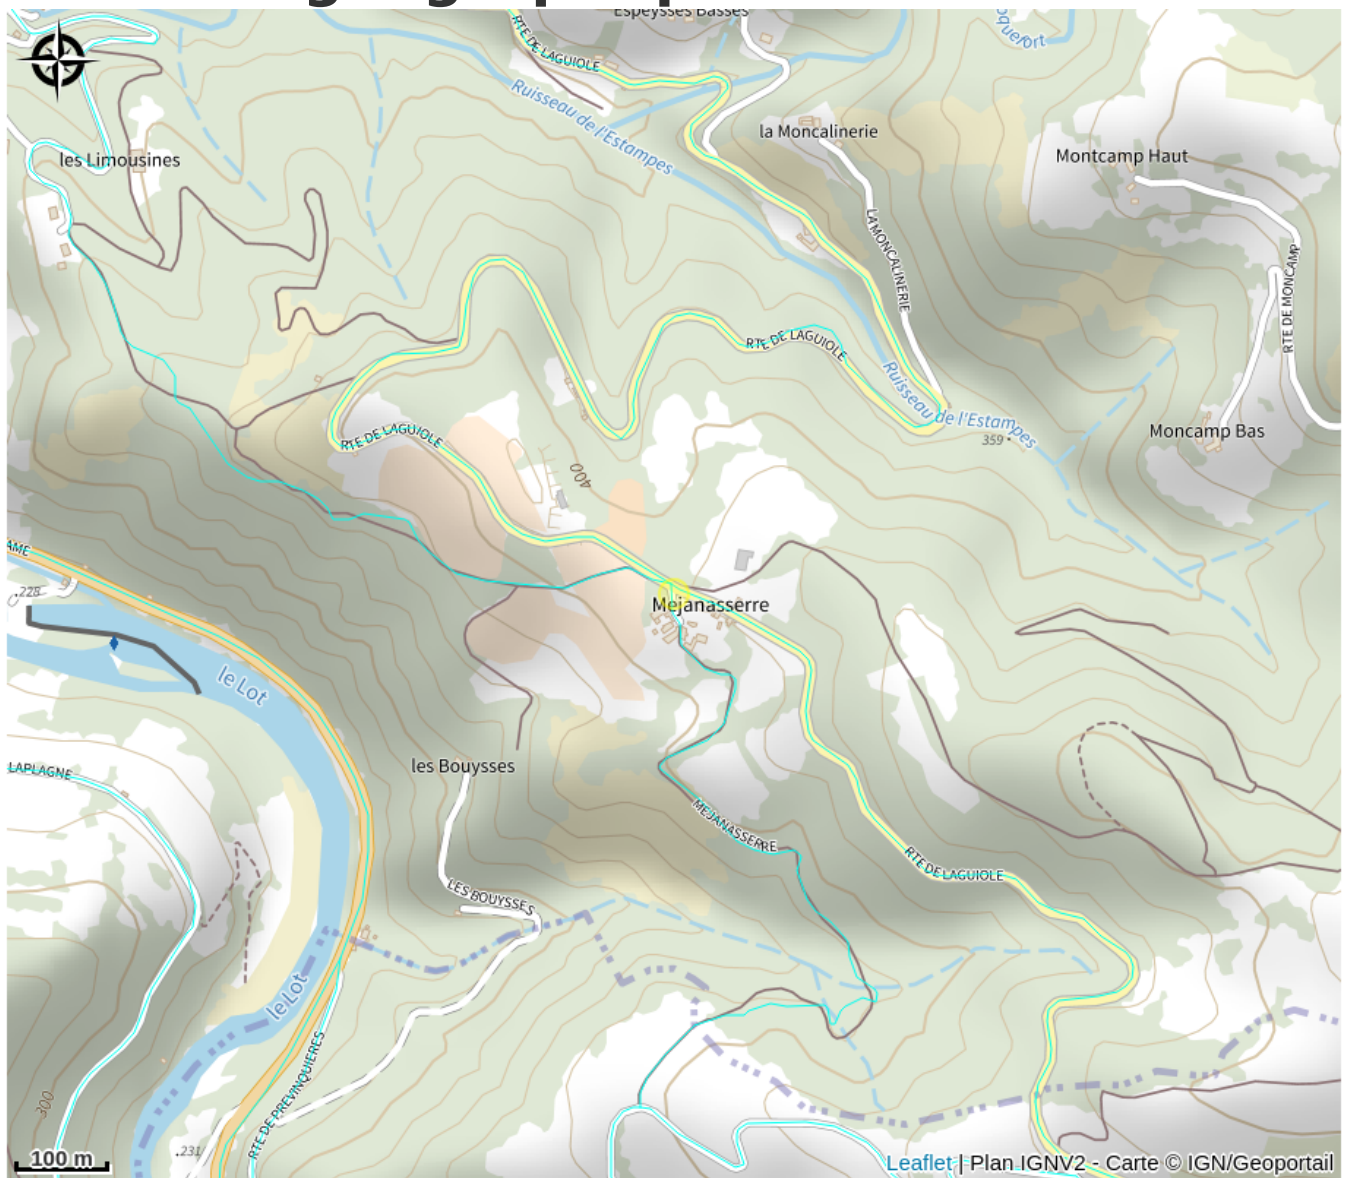 Espeysses Basses
oquefort
RTE DE LAGUIOLE
Ruisseau de l'Estampes
la Moncalinerie
Montcamp Haut
les Limousines
LA MONCALINERIE
RTE DE MONCAMP
RTE DE LAGUIOLE
Ruisseau de l'Estampes
359
Moncamp Bas
RTE DE LAGUIOLE
400
AME
228
Mejanasserre
le Lot
LAPLAGNE
les Bouysses
MEJANASSERRE
RTE DE LAGUIOLE
LES BOUYSSES
le Lot
RTE DE PREVINQUIERES
300
231
100 m
Leaflet | Plan IGNV2 - Carte © IGN/Geoportail